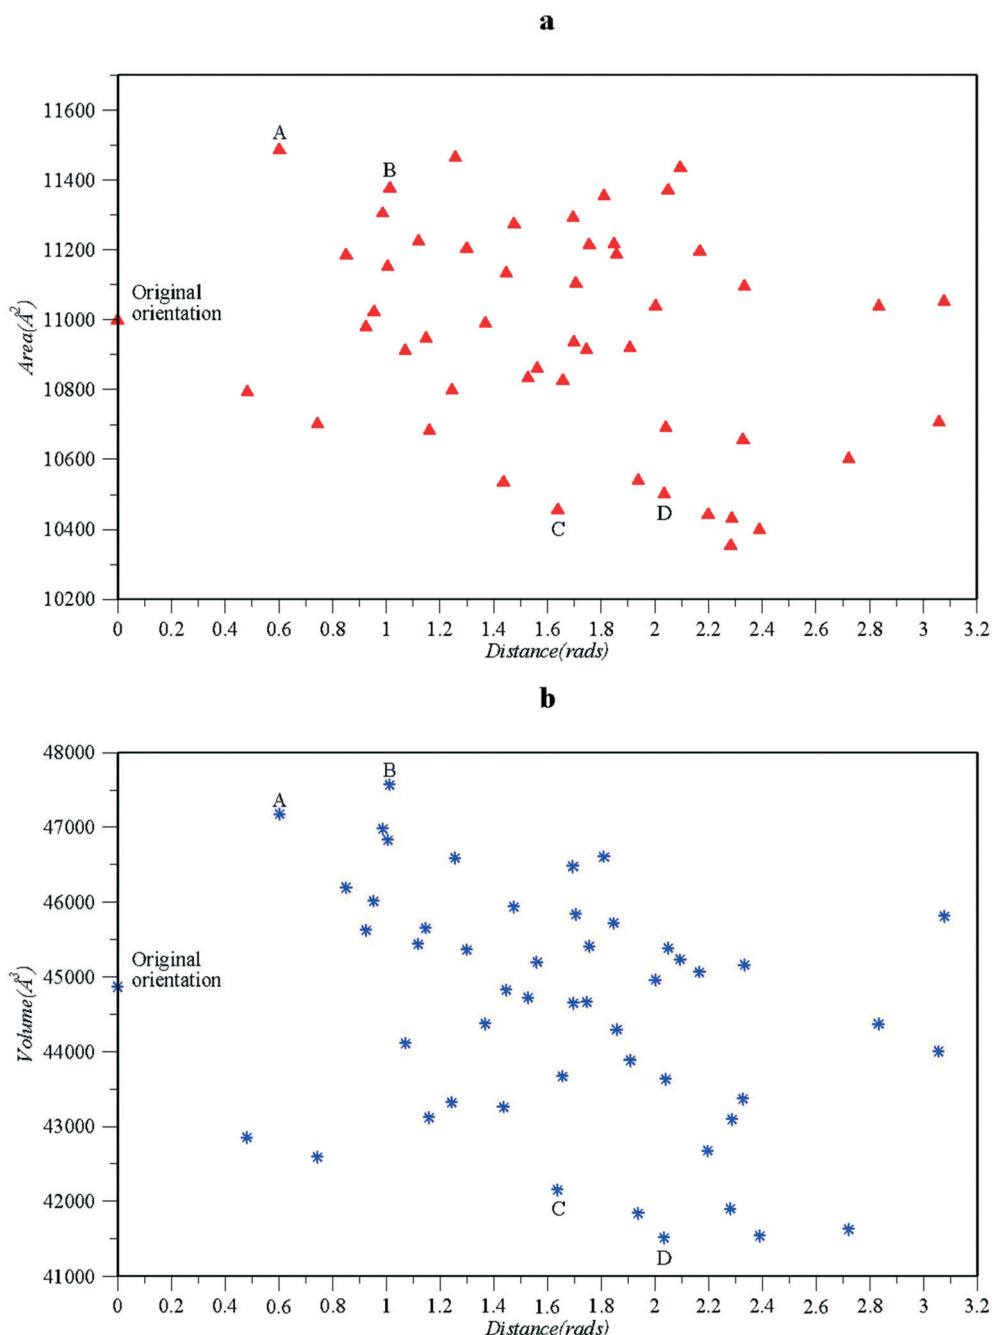 a
11600
A
B
11400
11200
Original
orientation
11000
Area(Å²)
10800
10600
C
D
10400
10200
0 0.2 0.4 0.6 0.8 1 1.2 1.4 1.6 1.8 2 2.2 2.4 2.6 2.8 3 3.2
Distance(rads)
b
48000
B
A
47000
46000
Original
orientation
45000
Volume(Å³)
44000
43000
42000
C
D
41000
0 0.2 0.4 0.6 0.8 1 1.2 1.4 1.6 1.8 2 2.2 2.4 2.6 2.8 3 3.2
Distance(rads)